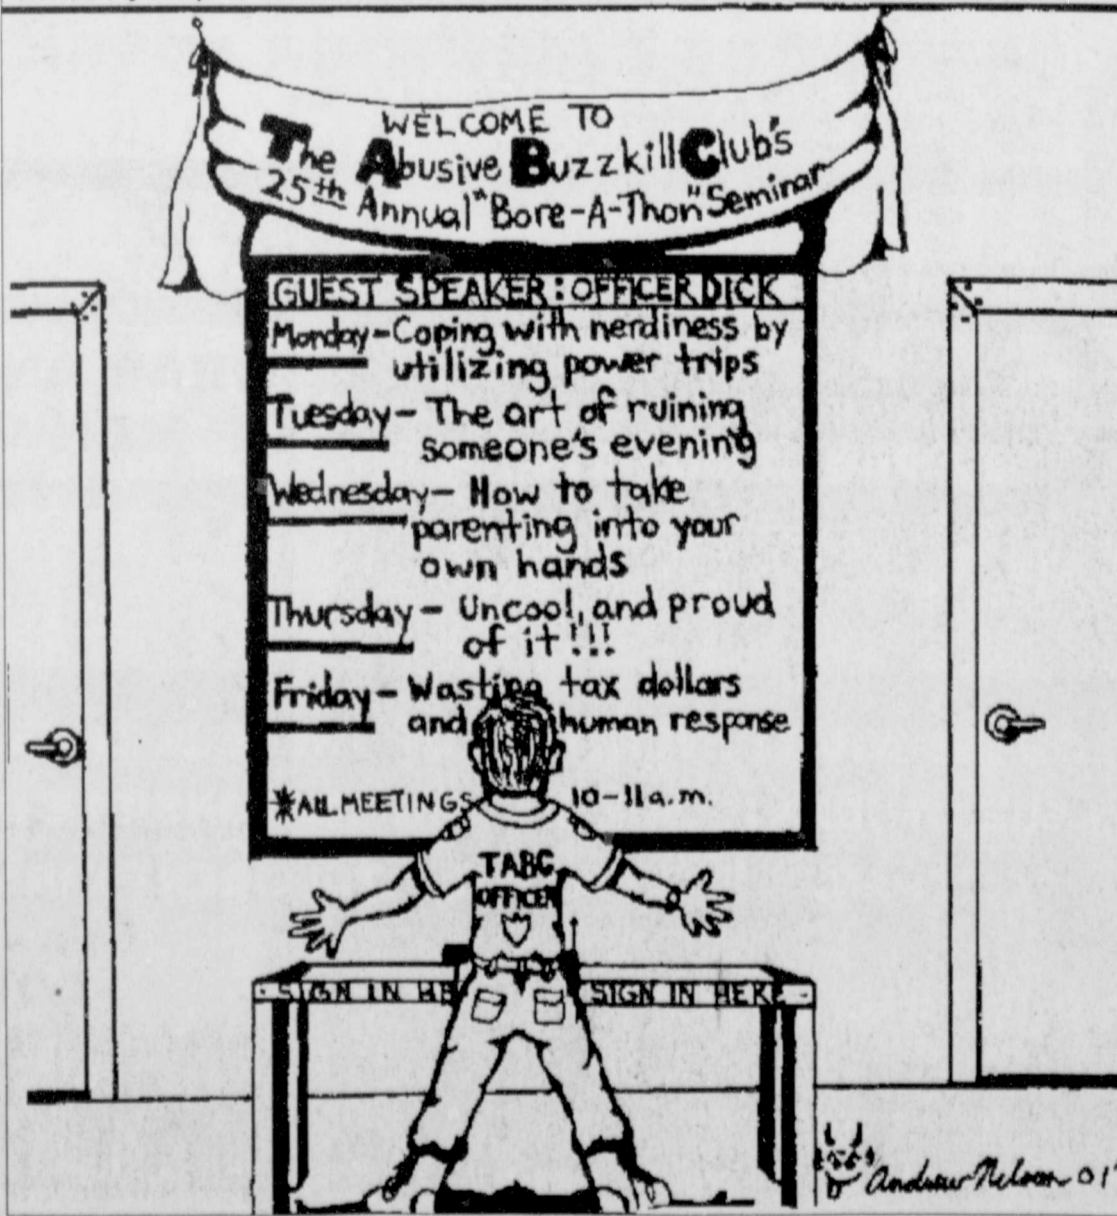 WELCOME TO
The Abusive Buzzkill Club's
25th Annual "Bore-A-Thon" Seminar
GUEST SPEAKER: OFFICER DICK
Monday - Coping with nerdiness by
utilizing power trips
Tuesday - The art of ruining
someone's evening
Wednesday - How to take
parenting into your
own hands
Thursday - Uncool, and proud
of it!!!
Friday - Wasting tax dollars
and human response
*ALL MEETINGS 10-11 a.m.
TABC
OFFICER
SIGN IN HE SIGN IN HERE
Andrew Nelson 01'